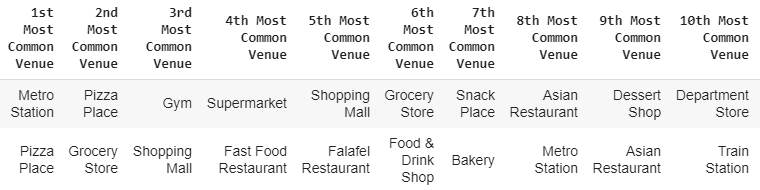 1st Most Common Venue
2nd Most Common Venue
3rd Most Common Venue
4th Most Common Venue
5th Most Common Venue
6th Most Common Venue
7th Most Common Venue
8th Most Common Venue
9th Most Common Venue
10th Most Common Venue
Metro Station
Pizza Place
Gym
Supermarket
Shopping Mall
Grocery Store
Snack Place
Asian Restaurant
Dessert Shop
Department Store
Pizza Place
Grocery Store
Shopping Mall
Fast Food Restaurant
Falafel Restaurant
Food & Drink Shop
Bakery
Metro Station
Asian Restaurant
Train Station